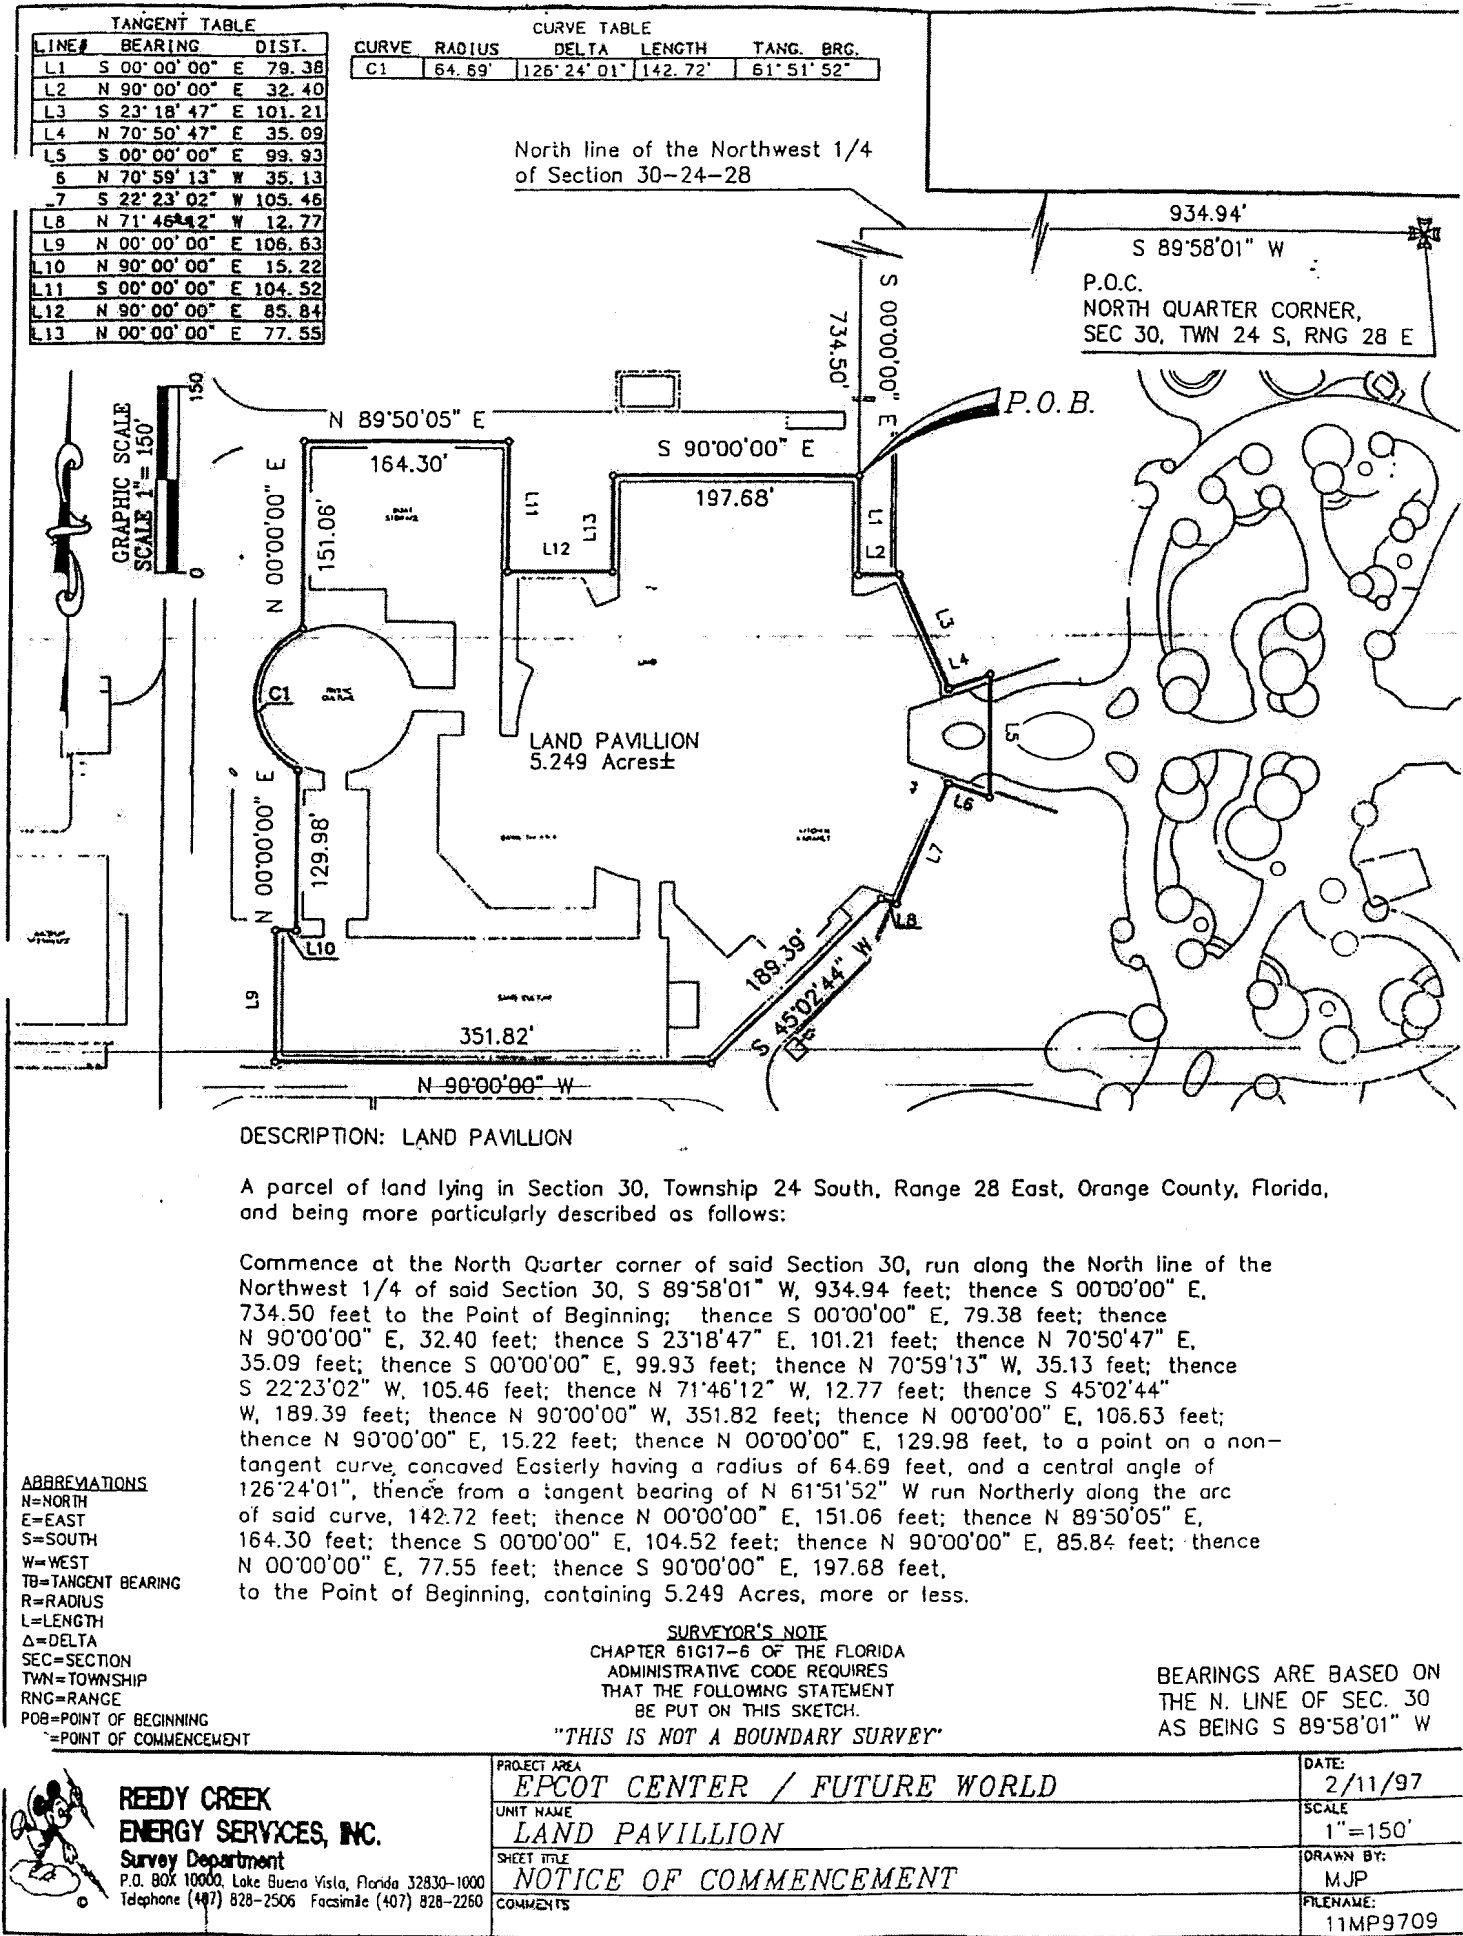 TANGENT TABLE
LINE# BEARING DIST.
L1 S 00°00'00" E 79.38
L2 N 90°00'00" E 32.40
L3 S 23°18'47" E 101.21
L4 N 70°50'47" E 35.09
L5 S 00°00'00" E 99.93
6 N 70°59'13" W 35.13
7 S 22°23'02" W 105.46
L8 N 71°46'12" W 12.77
L9 N 00°00'00" E 106.63
L10 N 90°00'00" E 15.22
L11 S 00°00'00" E 104.52
L12 N 90°00'00" E 85.84
L13 N 00°00'00" E 77.55
CURVE TABLE
CURVE RADIUS DELTA LENGTH TANG. BRG.
C1 64.69' 126°24'01" 142.72' 61°51'52"
North line of the Northwest 1/4
of Section 30-24-28
934.94'
S 89°58'01" W
P.O.C.
NORTH QUARTER CORNER,
SEC 30, TWN 24 S, RNG 28 E
S 00°00'00" E
734.50'
P.O.B.
GRAPHIC SCALE
SCALE 1"= 150'
150
0
N 89°50'05" E
164.30'
S 90°00'00" E
197.68'
N 00°00'00" E
151.06'
L11
L12
L13
L1
L2
L3
L4
L5
L6
L7
L8
C1
LAND PAVILLION
5.249 Acres±
N 00°00'00" E
129.98'
L10
L9
189.39'
S 45°02'44" W
351.82'
N 90°00'00" W
DESCRIPTION: LAND PAVILLION
A parcel of land lying in Section 30, Township 24 South, Range 28 East, Orange County, Florida,
and being more particularly described as follows:
Commence at the North Quarter corner of said Section 30, run along the North line of the
Northwest 1/4 of said Section 30, S 89°58'01" W, 934.94 feet; thence S 00°00'00" E,
734.50 feet to the Point of Beginning; thence S 00°00'00" E, 79.38 feet; thence
N 90°00'00" E, 32.40 feet; thence S 23°18'47" E, 101.21 feet; thence N 70°50'47" E,
35.09 feet; thence S 00°00'00" E, 99.93 feet; thence N 70°59'13" W, 35.13 feet; thence
S 22°23'02" W, 105.46 feet; thence N 71°46'12" W, 12.77 feet; thence S 45°02'44"
W, 189.39 feet; thence N 90°00'00" W, 351.82 feet; thence N 00°00'00" E, 106.63 feet;
thence N 90°00'00" E, 15.22 feet; thence N 00°00'00" E, 129.98 feet, to a point on a non-
tangent curve, concaved Easterly having a radius of 64.69 feet, and a central angle of
126°24'01", thence from a tangent bearing of N 61°51'52" W run Northerly along the arc
of said curve, 142.72 feet; thence N 00°00'00" E, 151.06 feet; thence N 89°50'05" E,
164.30 feet; thence S 00°00'00" E, 104.52 feet; thence N 90°00'00" E, 85.84 feet; thence
N 00°00'00" E, 77.55 feet; thence S 90°00'00" E, 197.68 feet,
to the Point of Beginning, containing 5.249 Acres, more or less.
ABBREVIATIONS
N=NORTH
E=EAST
S=SOUTH
W=WEST
TB=TANGENT BEARING
R=RADIUS
L=LENGTH
Δ=DELTA
SEC=SECTION
TWN=TOWNSHIP
RNG=RANGE
POB=POINT OF BEGINNING
=POINT OF COMMENCEMENT
SURVEYOR'S NOTE
CHAPTER 61G17-6 OF THE FLORIDA
ADMINISTRATIVE CODE REQUIRES
THAT THE FOLLOWING STATEMENT
BE PUT ON THIS SKETCH.
"THIS IS NOT A BOUNDARY SURVEY"
BEARINGS ARE BASED ON
THE N. LINE OF SEC. 30
AS BEING S 89°58'01" W
REEDY CREEK
ENERGY SERVICES, INC.
Survey Department
P.O. BOX 10000, Lake Buena Vista, Florida 32830-1000
Telephone (407) 828-2506 Facsimile (407) 828-2260
©
PROJECT AREA
EPCOT CENTER / FUTURE WORLD
UNIT NAME
LAND PAVILLION
SHEET TITLE
NOTICE OF COMMENCEMENT
COMMENTS
DATE:
2/11/97
SCALE
1"=150'
DRAWN BY:
MJP
FILENAME:
11MP9709